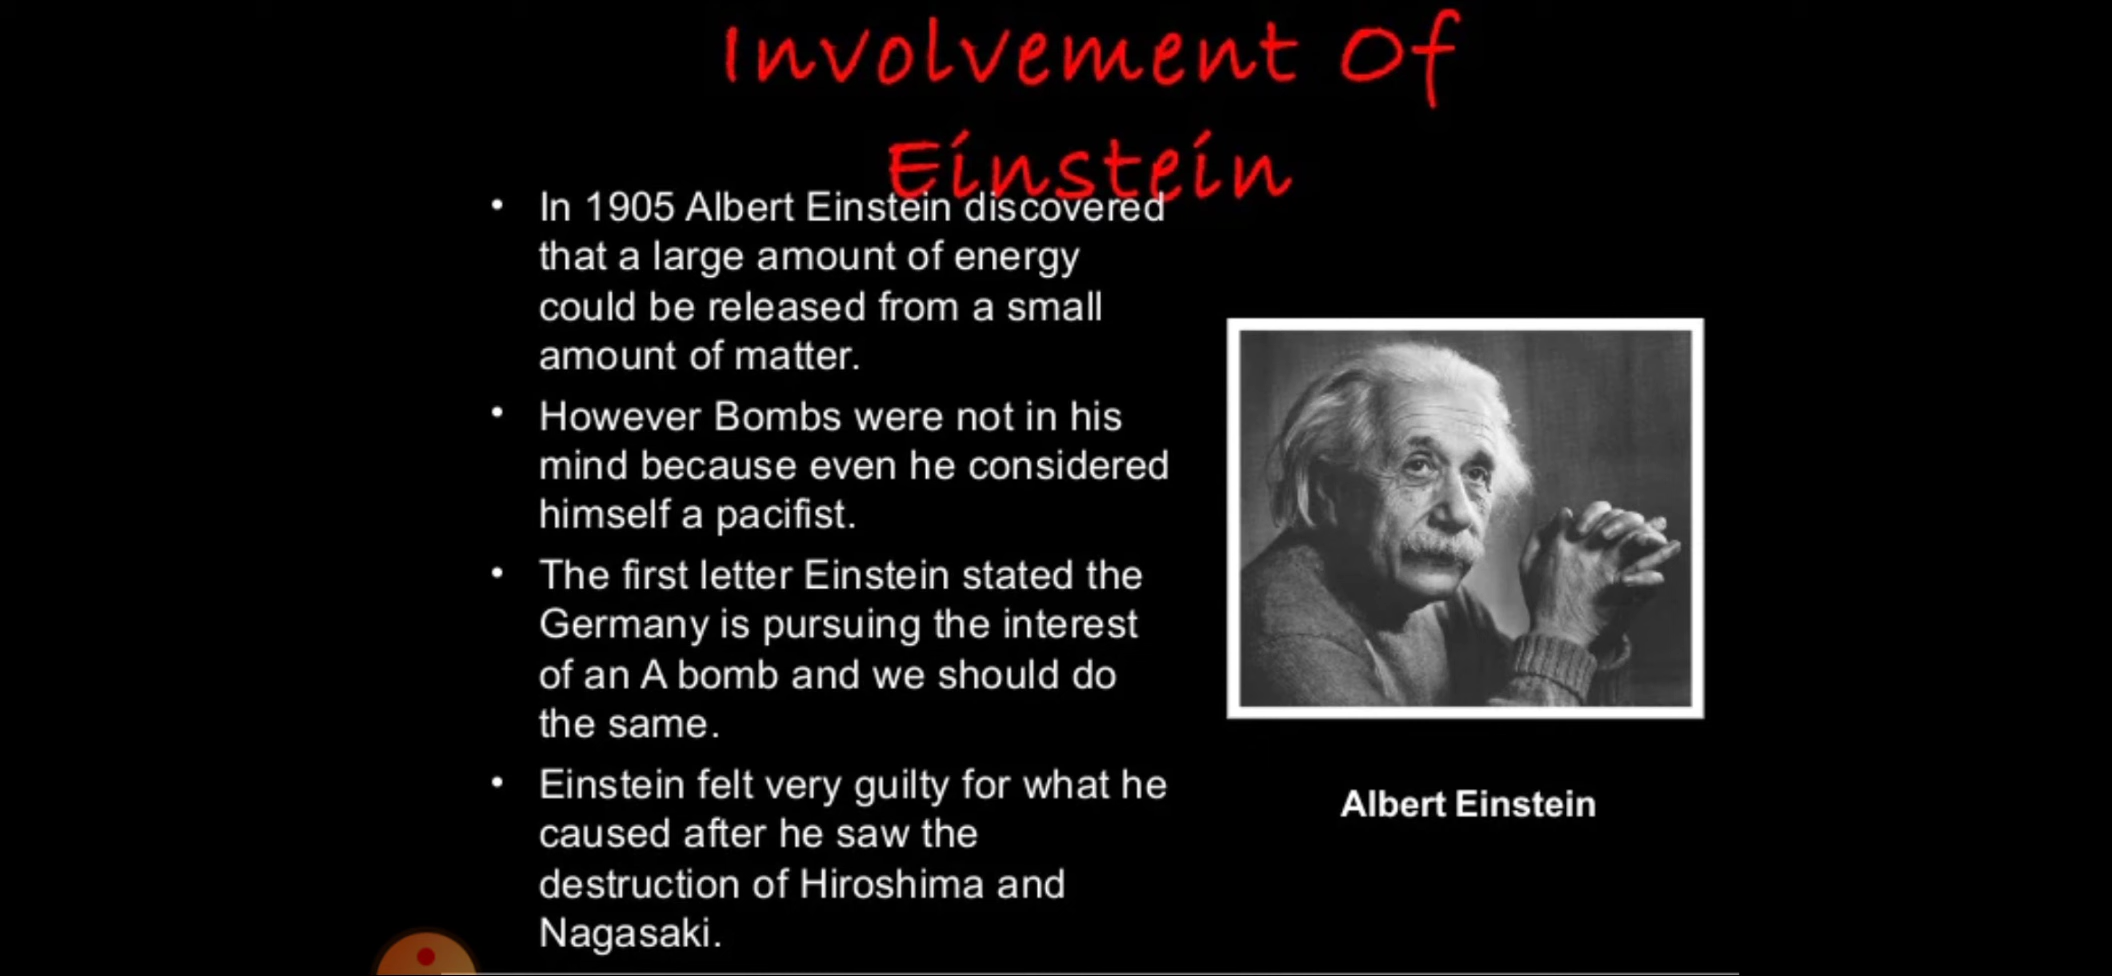 Involvement Of
Einstein
• In 1905 Albert Einstein discovered
that a large amount of energy
could be released from a small
amount of matter.
• However Bombs were not in his
mind because even he considered
himself a pacifist.
• The first letter Einstein stated the
Germany is pursuing the interest
of an A bomb and we should do
the same.
• Einstein felt very guilty for what he
caused after he saw the
destruction of Hiroshima and
Nagasaki.
Albert Einstein